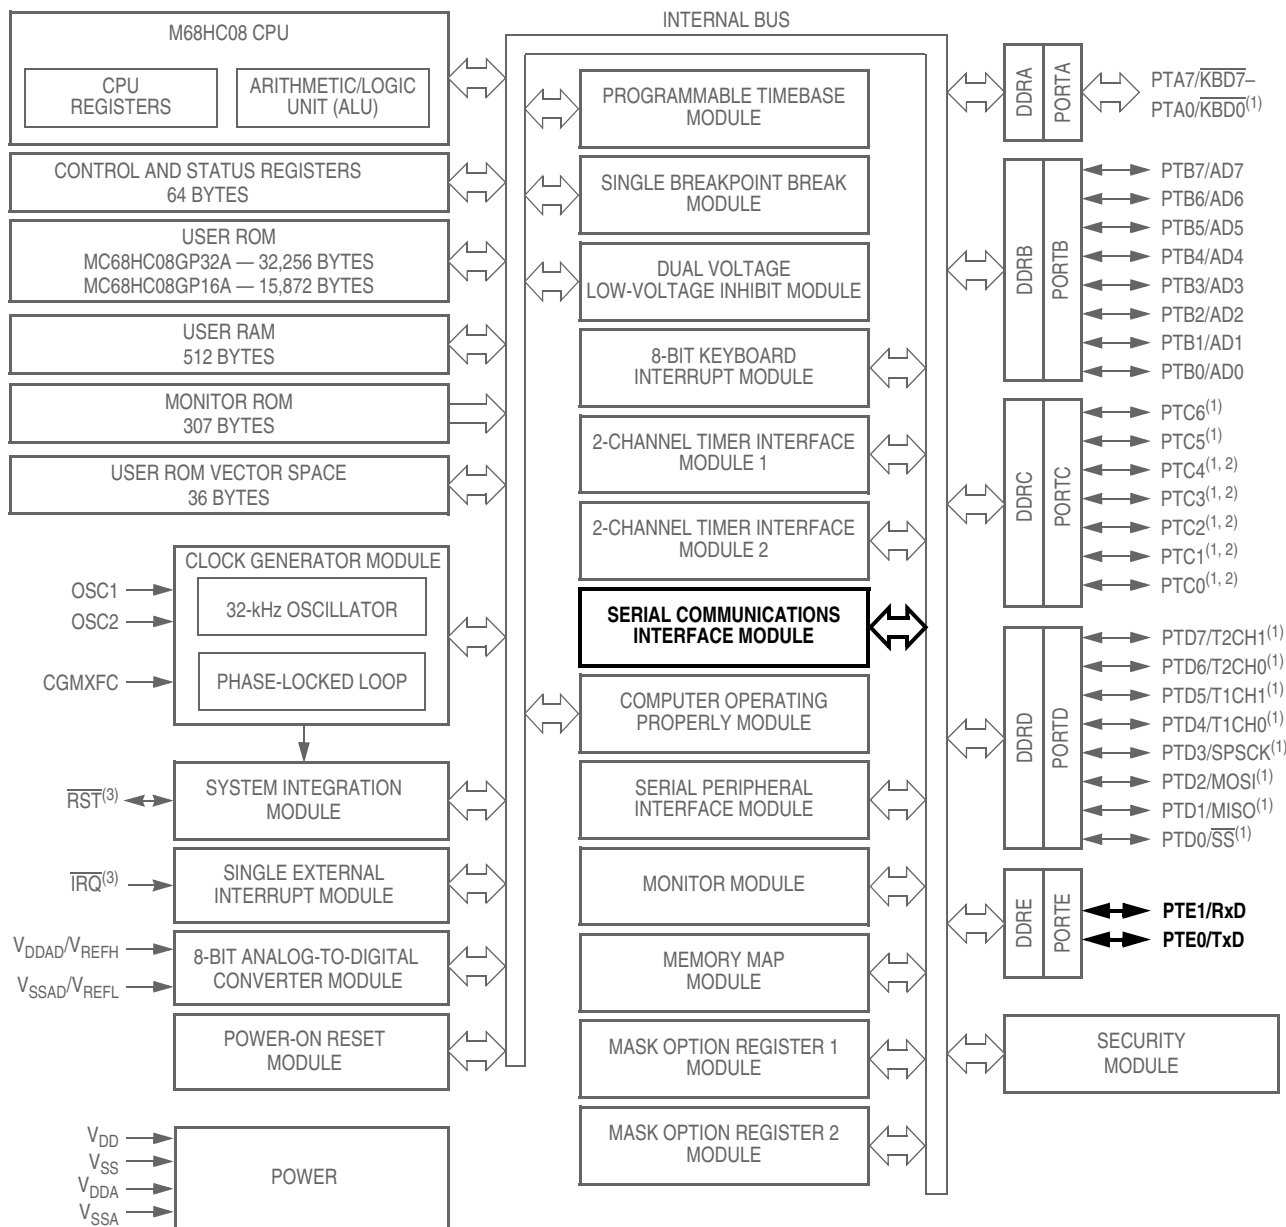 INTERNAL BUS
M68HC08 CPU
CPU
REGISTERS
ARITHMETIC/LOGIC
UNIT (ALU)
CONTROL AND STATUS REGISTERS
64 BYTES
USER ROM
MC68HC08GP32A — 32,256 BYTES
MC68HC08GP16A — 15,872 BYTES
USER RAM
512 BYTES
MONITOR ROM
307 BYTES
USER ROM VECTOR SPACE
36 BYTES
CLOCK GENERATOR MODULE
32-kHz OSCILLATOR
PHASE-LOCKED LOOP
OSC1
OSC2
CGMXFC
SYSTEM INTEGRATION
MODULE
R̅S̅T̅(3)
SINGLE EXTERNAL
INTERRUPT MODULE
I̅R̅Q̅(3)
8-BIT ANALOG-TO-DIGITAL
CONVERTER MODULE
VDDAD/VREFH
VSSAD/VREFL
POWER-ON RESET
MODULE
POWER
VDD
VSS
VDDA
VSSA
PROGRAMMABLE TIMEBASE
MODULE
SINGLE BREAKPOINT BREAK
MODULE
DUAL VOLTAGE
LOW-VOLTAGE INHIBIT MODULE
8-BIT KEYBOARD
INTERRUPT MODULE
2-CHANNEL TIMER INTERFACE
MODULE 1
2-CHANNEL TIMER INTERFACE
MODULE 2
SERIAL COMMUNICATIONS
INTERFACE MODULE
COMPUTER OPERATING
PROPERLY MODULE
SERIAL PERIPHERAL
INTERFACE MODULE
MONITOR MODULE
MEMORY MAP
MODULE
MASK OPTION REGISTER 1
MODULE
MASK OPTION REGISTER 2
MODULE
DDRA
PORTA
PTA7/K̅B̅D̅7̅–
PTA0/K̅B̅D̅0̅(1)
DDRB
PORTB
PTB7/AD7
PTB6/AD6
PTB5/AD5
PTB4/AD4
PTB3/AD3
PTB2/AD2
PTB1/AD1
PTB0/AD0
DDRC
PORTC
PTC6(1)
PTC5(1)
PTC4(1, 2)
PTC3(1, 2)
PTC2(1, 2)
PTC1(1, 2)
PTC0(1, 2)
DDRD
PORTD
PTD7/T2CH1(1)
PTD6/T2CH0(1)
PTD5/T1CH1(1)
PTD4/T1CH0(1)
PTD3/SPSCK(1)
PTD2/MOSI(1)
PTD1/MISO(1)
PTD0/S̅S̅(1)
DDRE
PORTE
PTE1/RxD
PTE0/TxD
SECURITY
MODULE